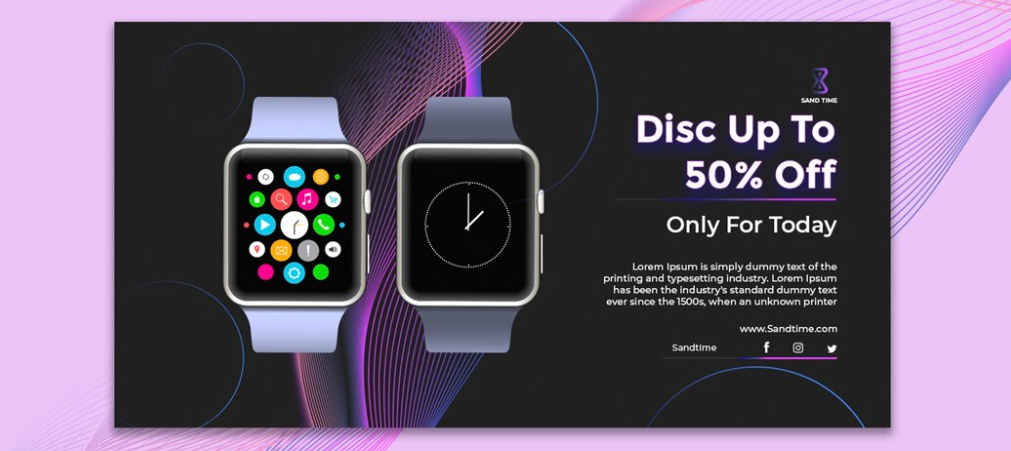 SAND TIME
Disc Up To
50% Off
Only For Today
Lorem Ipsum is simply dummy text of the
printing and typesetting industry. Lorem Ipsum
has been the industry's standard dummy text
ever since the 1500s, when an unknown printer
www.Sandtime.com
Sandtime